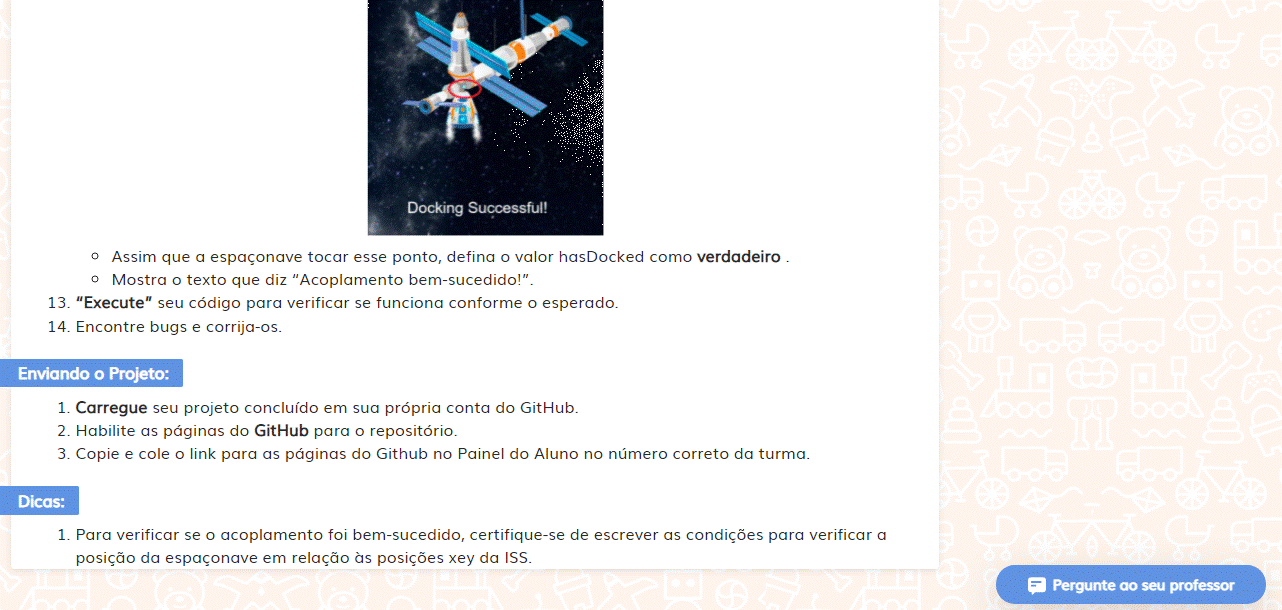 Docking Successful!
○ Assim que a espaçonave tocar esse ponto, defina o valor hasDocked como verdadeiro .
○ Mostra o texto que diz “Acoplamento bem-sucedido!”.
13. “Execute” seu código para verificar se funciona conforme o esperado.
14. Encontre bugs e corrija-os.
Enviando o Projeto:
1. Carregue seu projeto concluído em sua própria conta do GitHub.
2. Habilite as páginas do GitHub para o repositório.
3. Copie e cole o link para as páginas do Github no Painel do Aluno no número correto da turma.
Dicas:
1. Para verificar se o acoplamento foi bem-sucedido, certifique-se de escrever as condições para verificar a
posição da espaçonave em relação às posições xey da ISS.
Pergunte ao seu professor